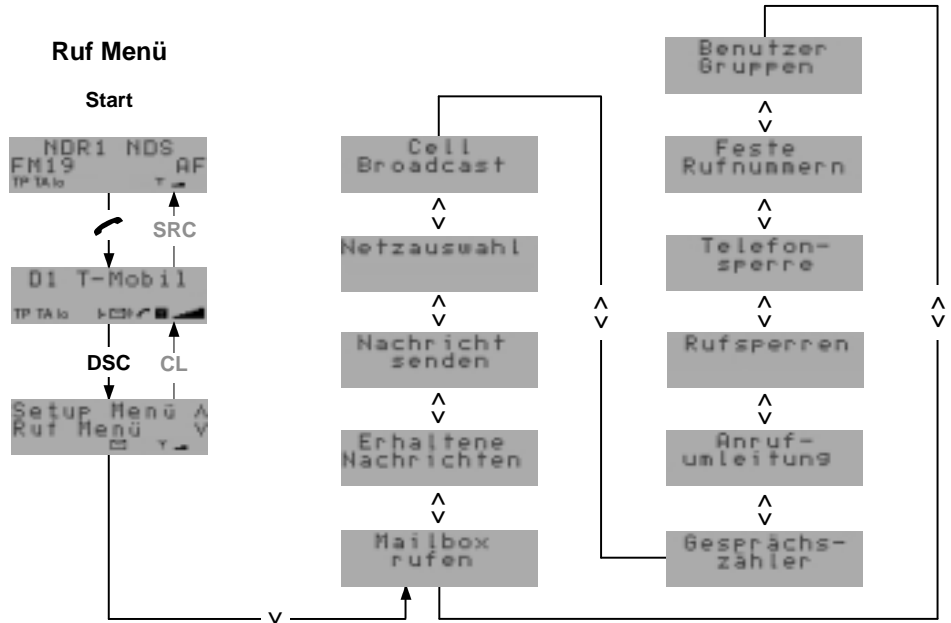 Ruf Menü
Start
NDR1 NDS
FM19 AF
TP TA lo
SRC
D1 T-Mobil
TP TA lo
DSC CL
Setup Menü ∧
Ruf Menü ∨
∨
Cell
Broadcast
∧
∨
Netzauswahl
∧
∨
Nachricht
senden
∧
∨
Erhaltene
Nachrichten
∧
∨
Mailbox
rufen
∧
∨
Benutzer
Gruppen
∧
∨
Feste
Rufnummern
∧
∨
Telefon-
sperre
∧
∨
Rufsperren
∧
∨
Anruf-
umleitung
∧
∨
Gesprächs-
zähler
∧
∨